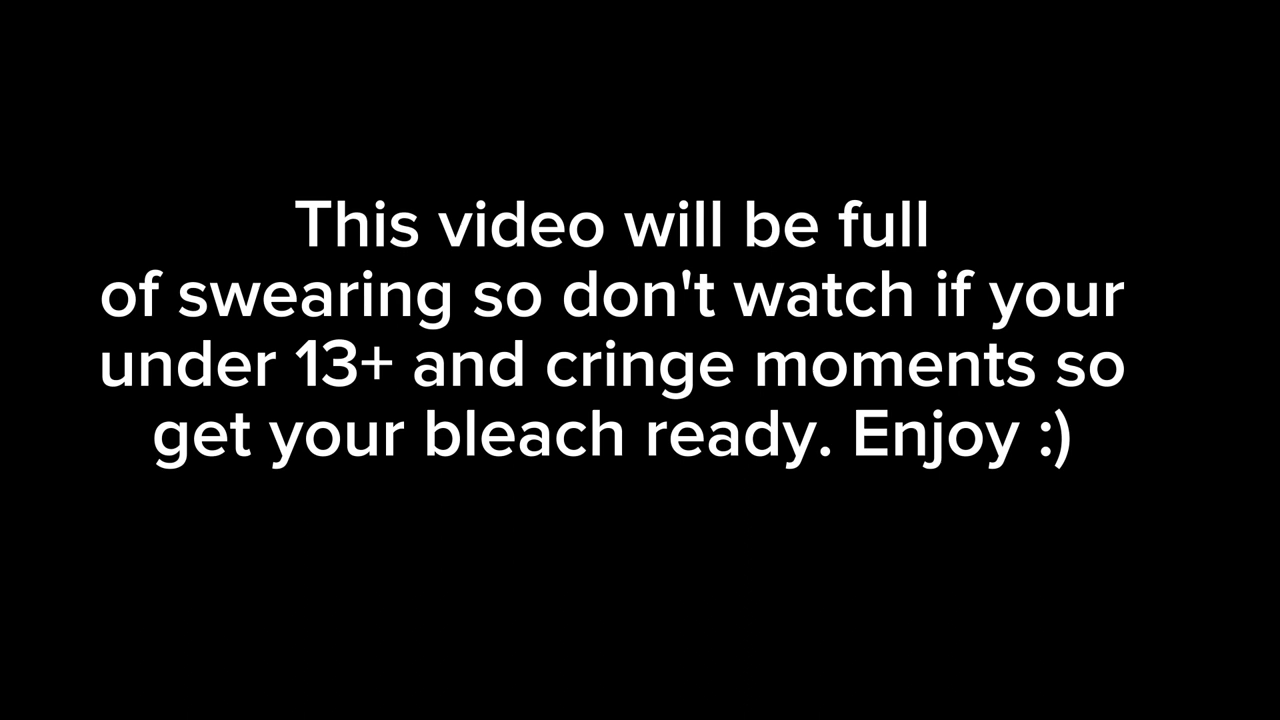 This video will be full
of swearing so don't watch if your
under 13+ and cringe moments so
get your bleach ready. Enjoy :)